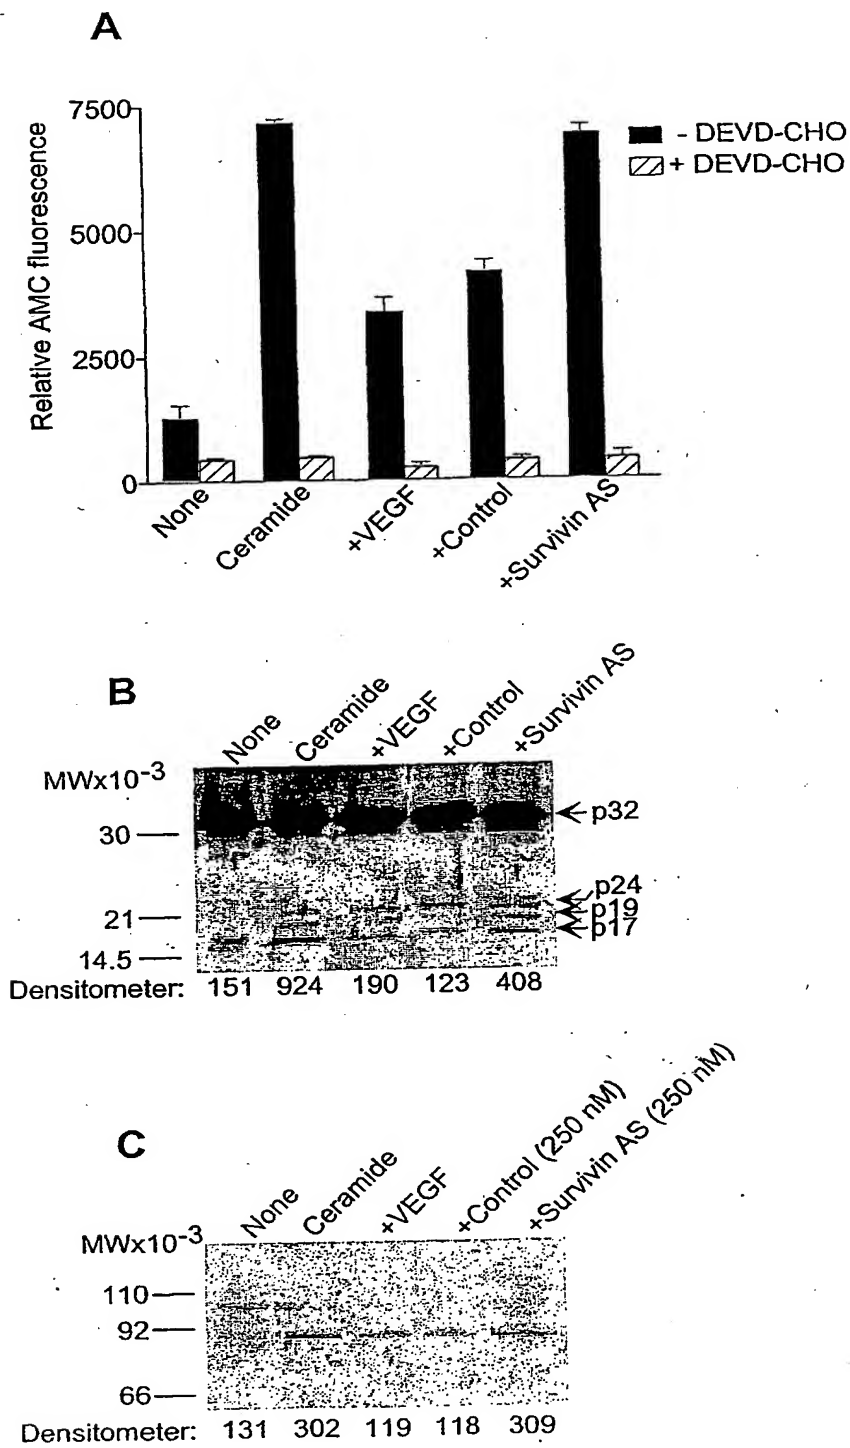 A
7500
5000
2500
0
Relative AMC fluorescence
- DEVD-CHO
+ DEVD-CHO
None
Ceramide
+VEGF
+Control
+Survivin AS
B
None
Ceramide
+VEGF
+Control
+Survivin AS
MWx10-3
30
21
14.5
p32
p24
p19
p17
Densitometer: 151 924 190 123 408
C
None
Ceramide
+VEGF
+Control (250 nM)
+Survivin AS (250 nM)
MWx10-3
110
92
66
Densitometer: 131 302 119 118 309